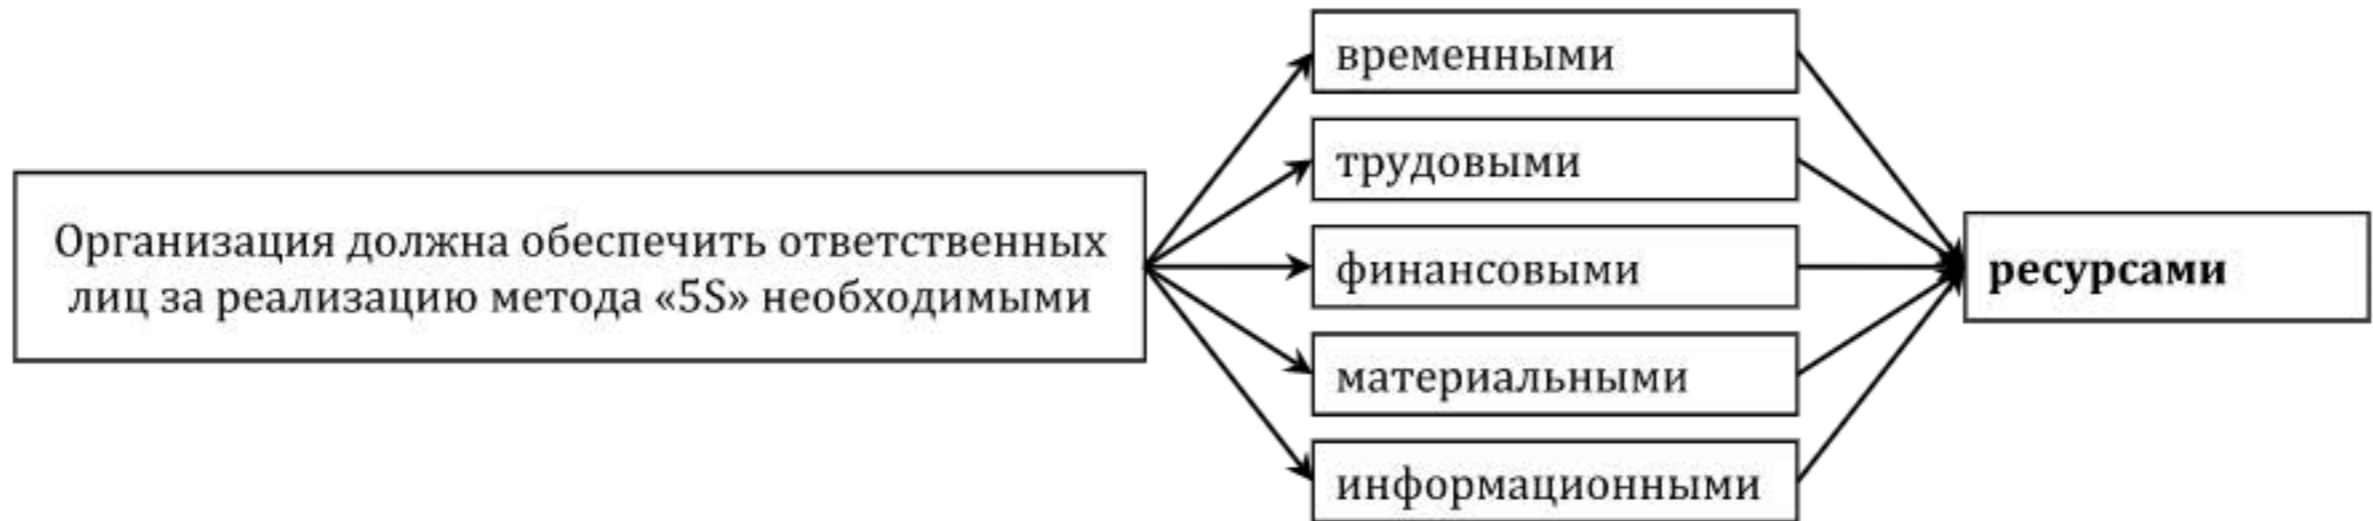 Организация должна обеспечить ответственных
лиц за реализацию метода «5S» необходимыми
временными
трудовыми
финансовыми
материальными
информационными
ресурсами